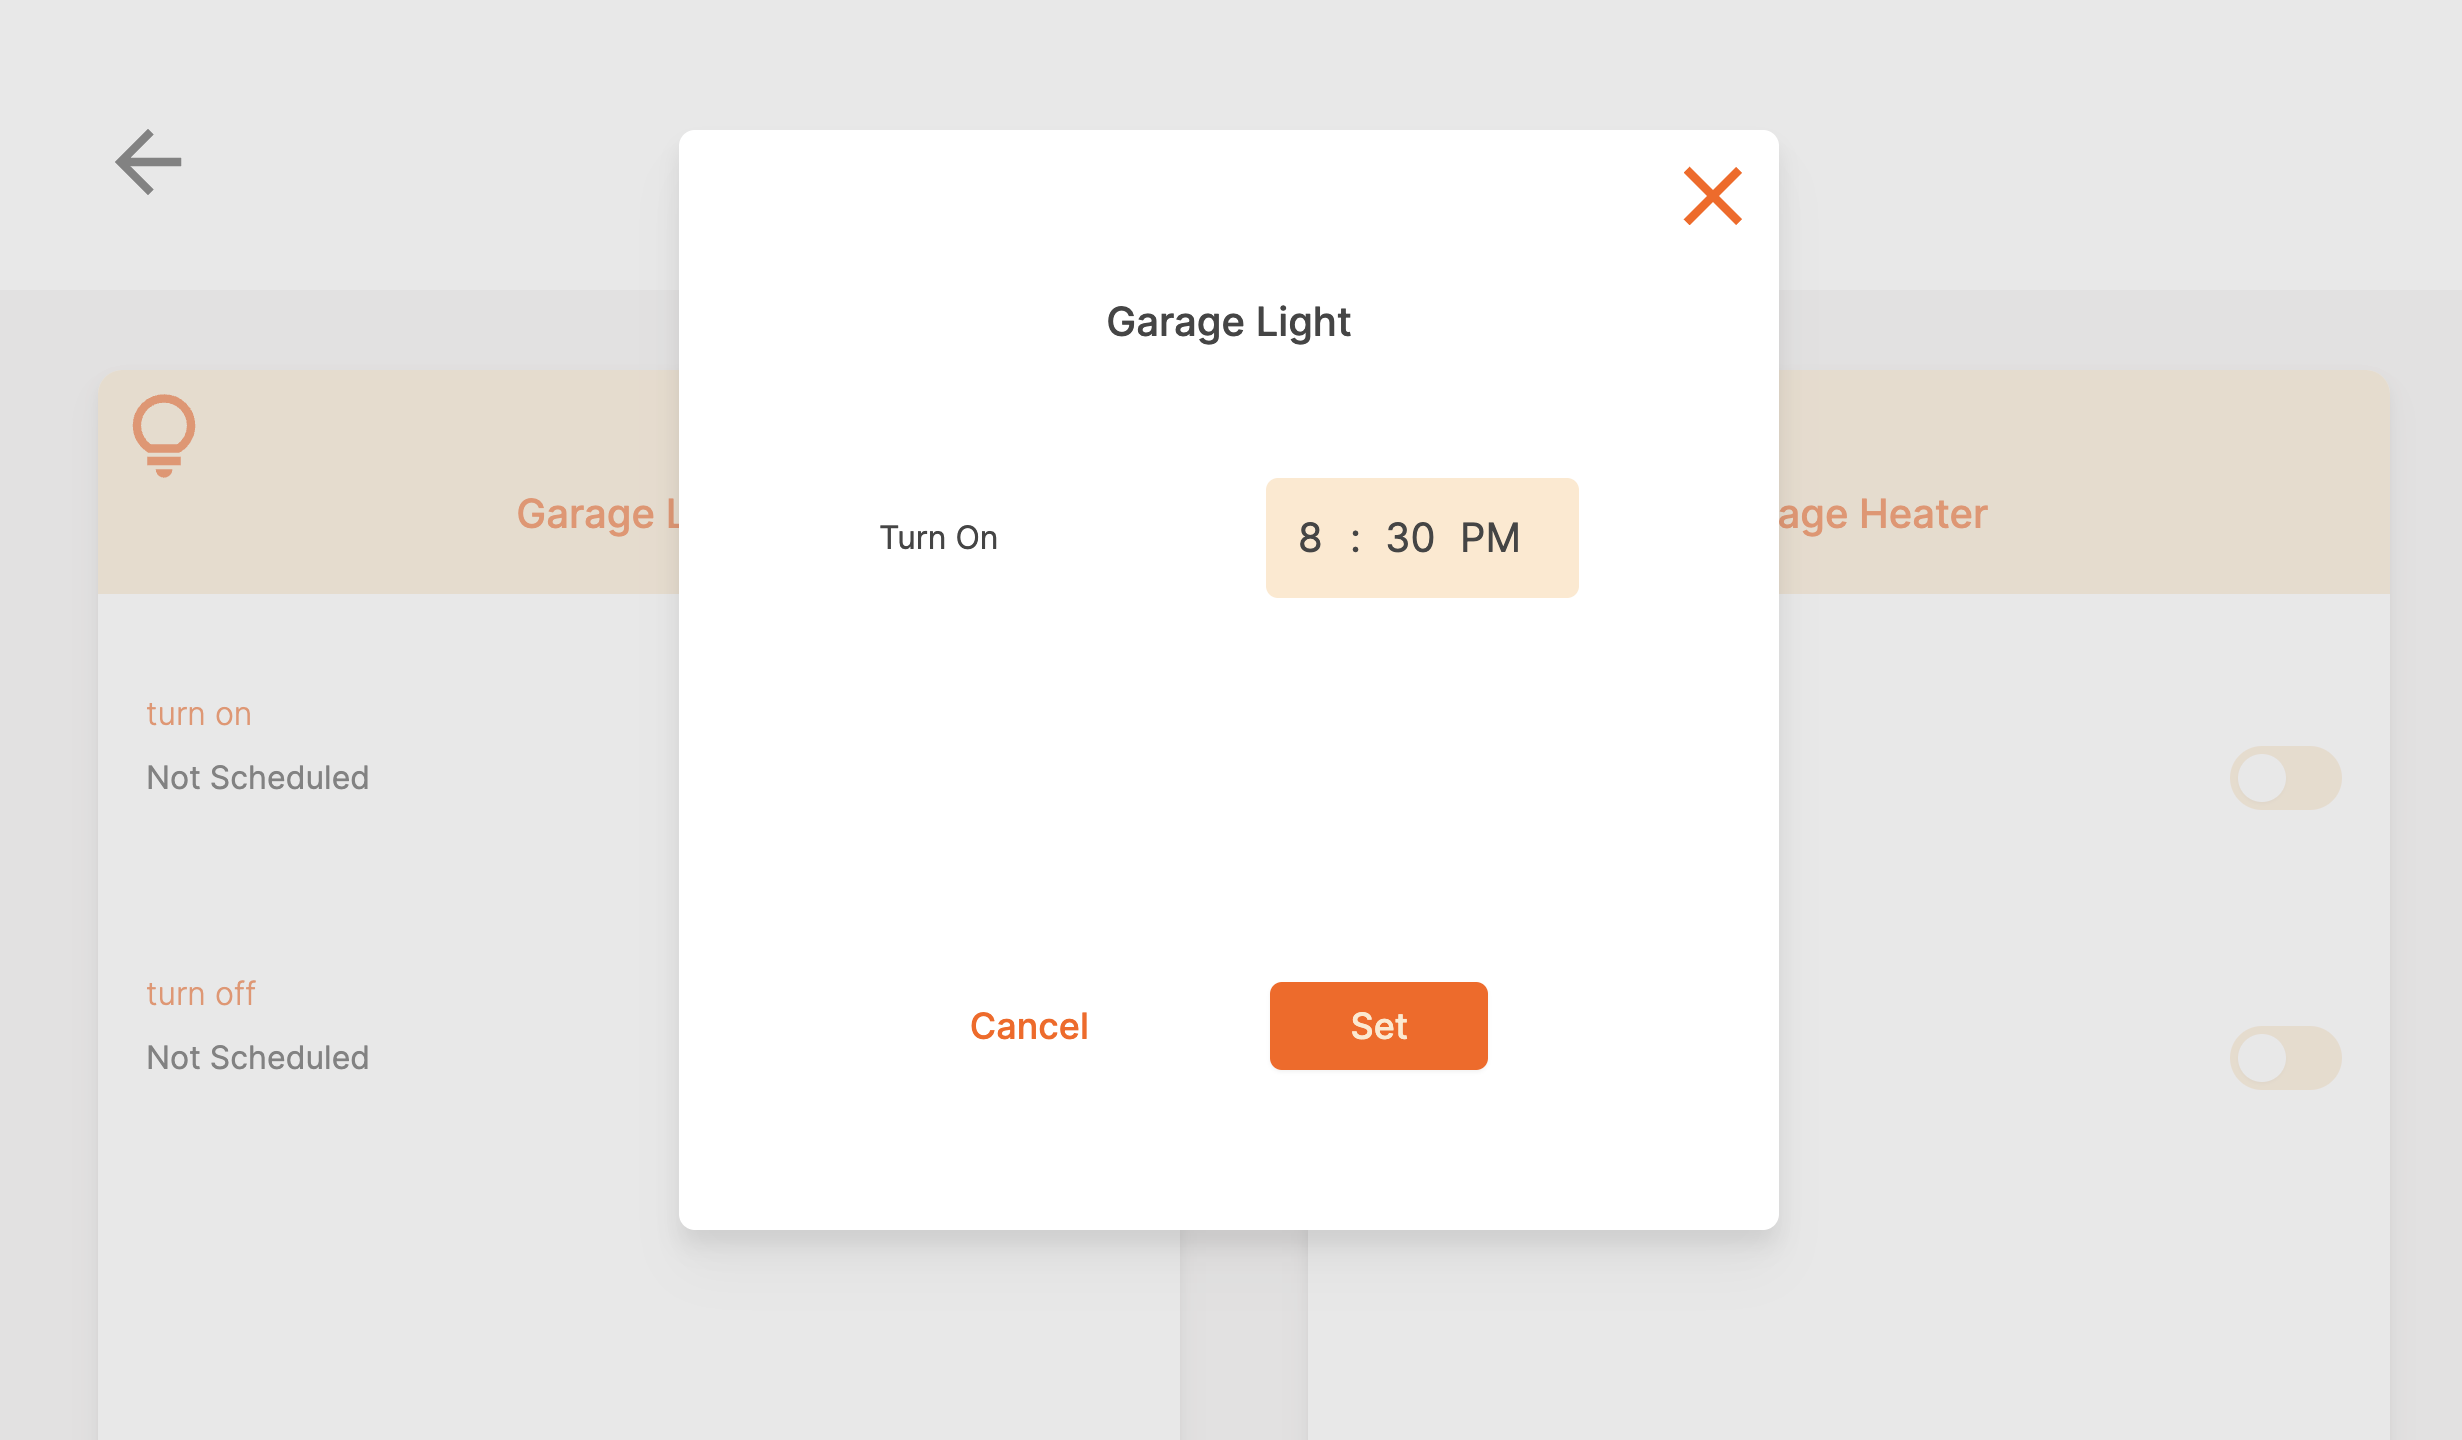 Garage Light
Turn On
8 : 30 PM
Cancel
Set
Garage L
turn on
Not Scheduled
turn off
Not Scheduled
age Heater